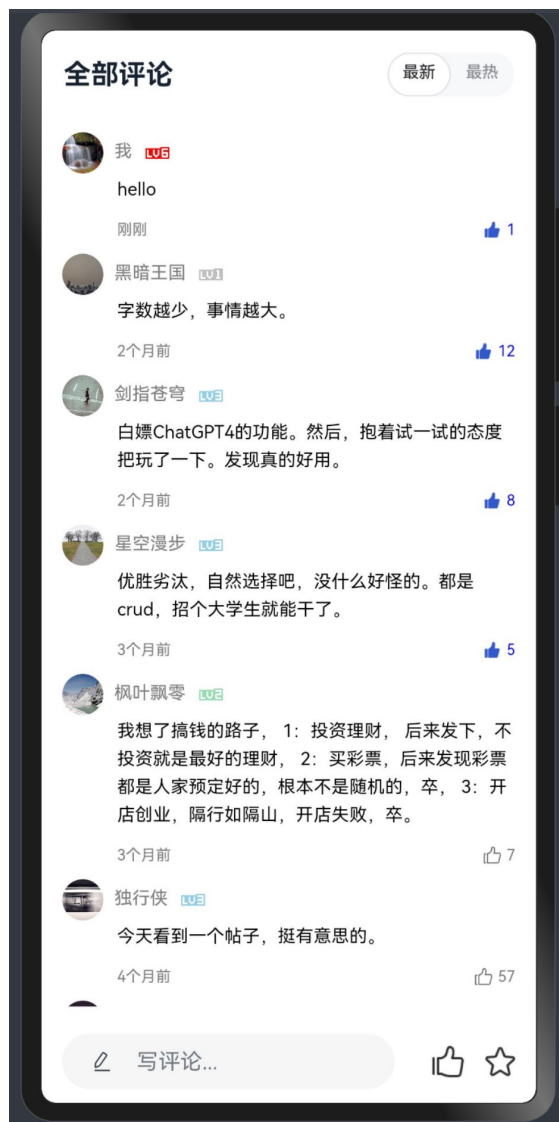 全部评论
最新 最热
我 LV6
hello
刚刚 1
黑暗王国 LV1
字数越少，事情越大。
2个月前 12
剑指苍穹 LV3
白嫖ChatGPT4的功能。然后，抱着试一试的态度
把玩了一下。发现真的好用。
2个月前 8
星空漫步 LV3
优胜劣汰，自然选择吧，没什么好怪的。都是
crud，招个大学生就能干了。
3个月前 5
枫叶飘零 LV2
我想了搞钱的路子， 1：投资理财， 后来发下，不
投资就是最好的理财， 2：买彩票，后来发现彩票
都是人家预定好的，根本不是随机的，卒， 3：开
店创业，隔行如隔山，开店失败，卒。
3个月前 7
独行侠 LV3
今天看到一个帖子，挺有意思的。
4个月前 57
写评论...